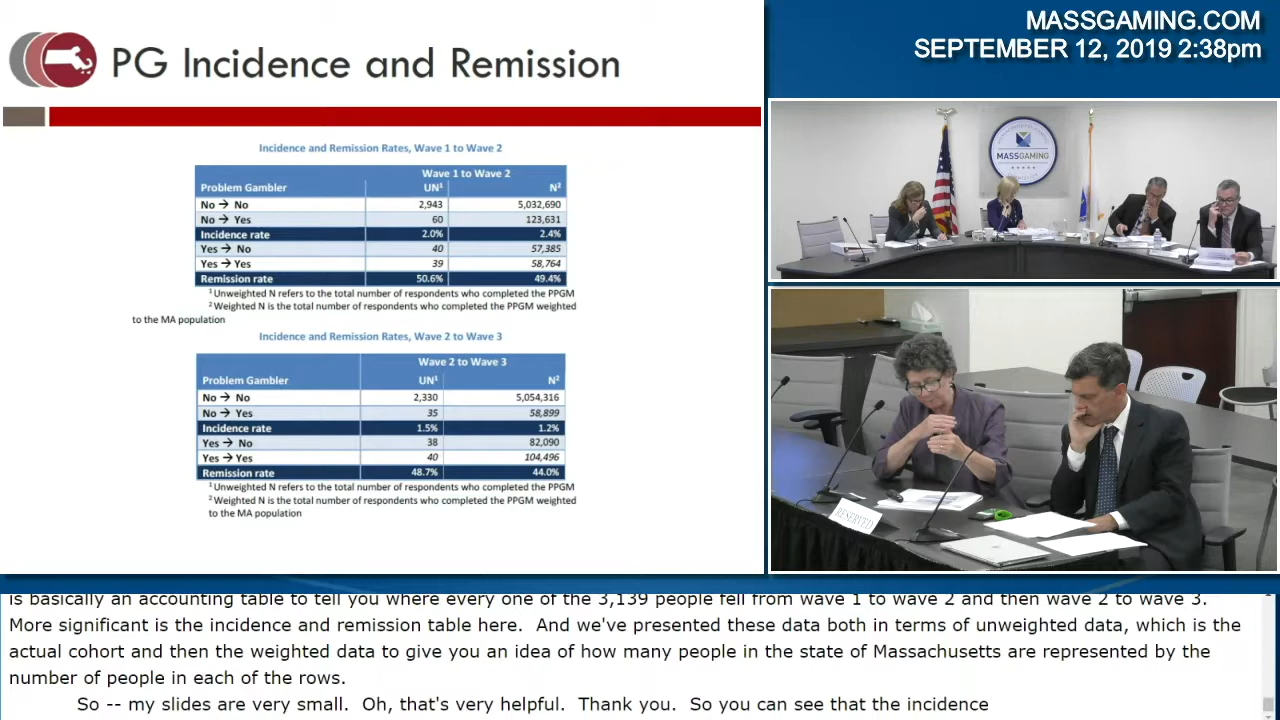 MASSGAMING.COM
SEPTEMBER 12, 2019 2:38pm
PG Incidence and Remission
Incidence and Remission Rates, Wave 1 to Wave 2
Wave 1 to Wave 2
Problem Gambler UN¹ N²
No → No 2,943 5,032,690
No → Yes 60 123,631
Incidence rate 2.0% 2.4%
Yes → No 40 57,385
Yes → Yes 39 58,764
Remission rate 50.6% 49.4%
¹ Unweighted N refers to the total number of respondents who completed the PPGM
² Weighted N is the total number of respondents who completed the PPGM weighted
to the MA population
Incidence and Remission Rates, Wave 2 to Wave 3
Wave 2 to Wave 3
Problem Gambler UN¹ N²
No → No 2,330 5,054,316
No → Yes 35 58,899
Incidence rate 1.5% 1.2%
Yes → No 38 82,090
Yes → Yes 40 104,496
Remission rate 48.7% 44.0%
¹ Unweighted N refers to the total number of respondents who completed the PPGM
² Weighted N is the total number of respondents who completed the PPGM weighted
to the MA population
MASSGAMING
RESERVED
is basically an accounting table to tell you where every one of the 3,139 people fell from wave 1 to wave 2 and then wave 2 to wave 3.
More significant is the incidence and remission table here. And we've presented these data both in terms of unweighted data, which is the
actual cohort and then the weighted data to give you an idea of how many people in the state of Massachusetts are represented by the
number of people in each of the rows.
So -- my slides are very small. Oh, that's very helpful. Thank you. So you can see that the incidence